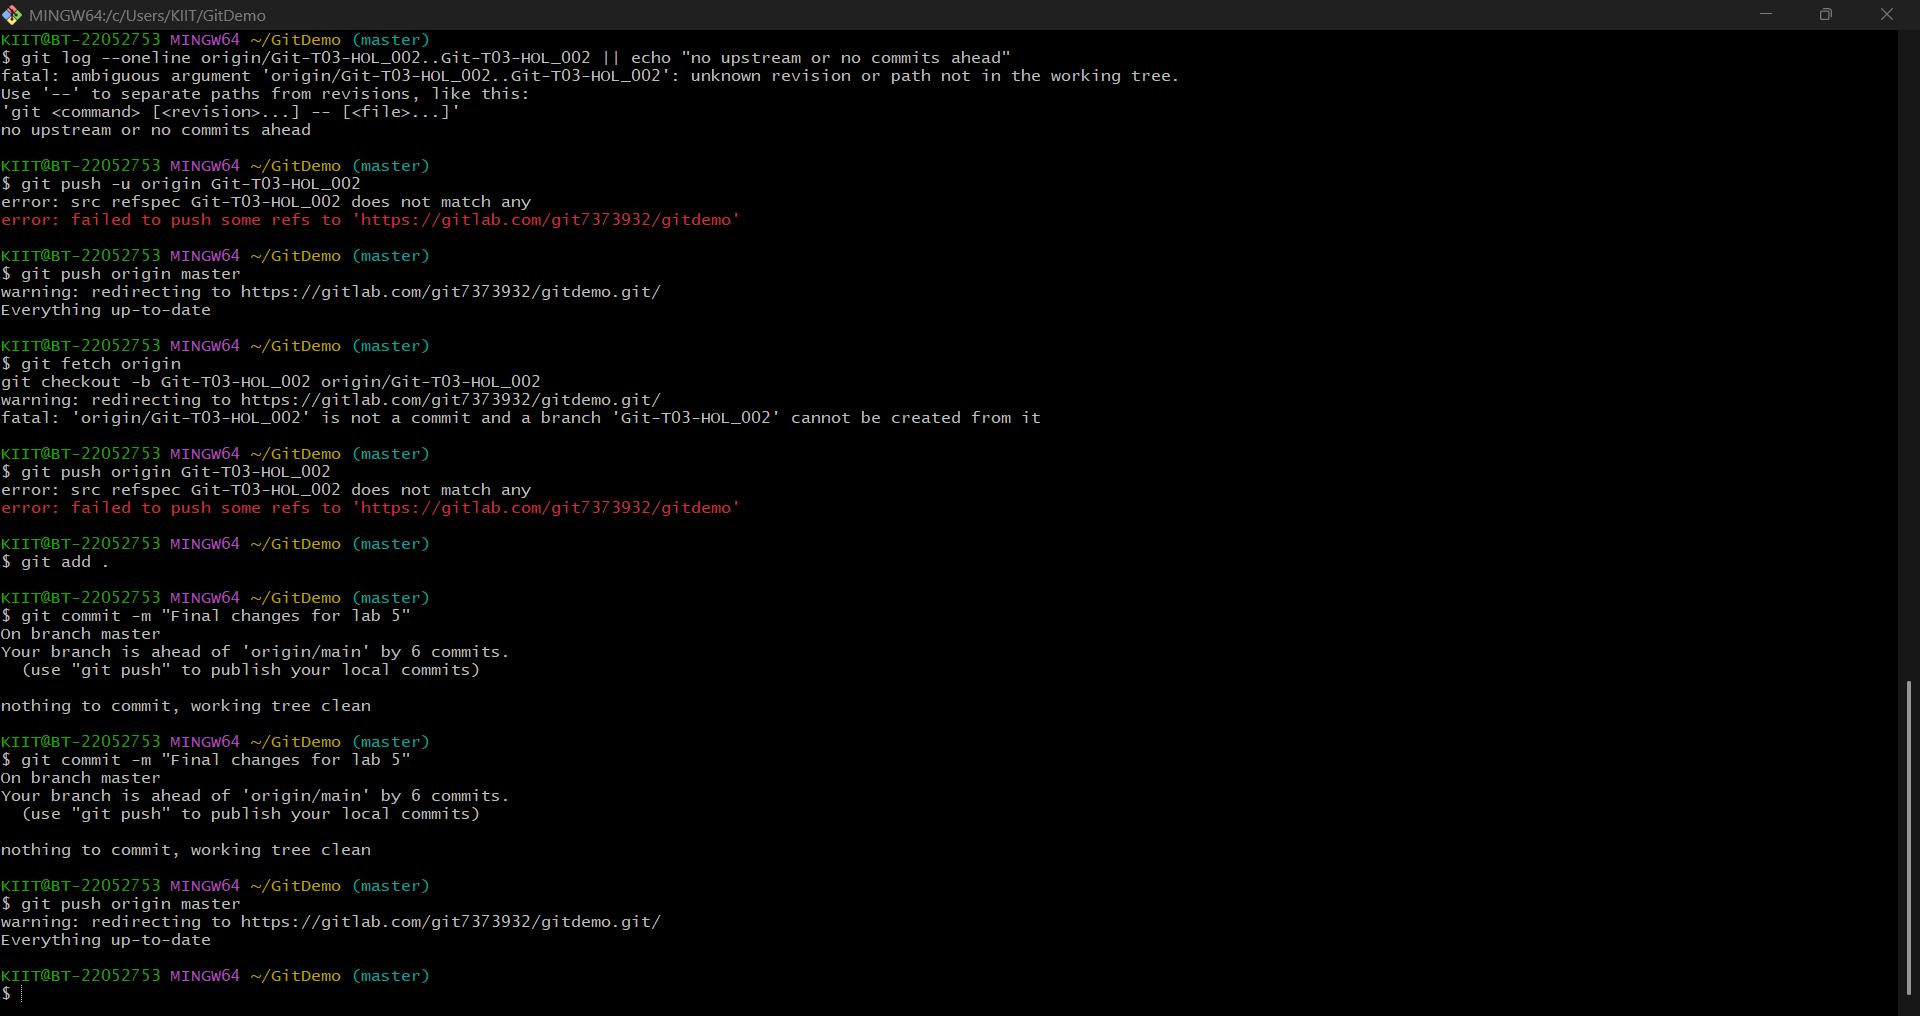 MINGW64:/c/Users/KIIT/GitDemo
KIIT@BT-22052753 MINGW64 ~/GitDemo (master)
$ git log --oneline origin/Git-T03-HOL_002..Git-T03-HOL_002 || echo "no upstream or no commits ahead"
fatal: ambiguous argument 'origin/Git-T03-HOL_002..Git-T03-HOL_002': unknown revision or path not in the working tree.
Use '--' to separate paths from revisions, like this:
'git <command> [<revision>...] -- [<file>...]'
no upstream or no commits ahead
KIIT@BT-22052753 MINGW64 ~/GitDemo (master)
$ git push -u origin Git-T03-HOL_002
error: src refspec Git-T03-HOL_002 does not match any
error: failed to push some refs to 'https://gitlab.com/git7373932/gitdemo'
KIIT@BT-22052753 MINGW64 ~/GitDemo (master)
$ git push origin master
warning: redirecting to https://gitlab.com/git7373932/gitdemo.git/
Everything up-to-date
KIIT@BT-22052753 MINGW64 ~/GitDemo (master)
$ git fetch origin
git checkout -b Git-T03-HOL_002 origin/Git-T03-HOL_002
warning: redirecting to https://gitlab.com/git7373932/gitdemo.git/
fatal: 'origin/Git-T03-HOL_002' is not a commit and a branch 'Git-T03-HOL_002' cannot be created from it
KIIT@BT-22052753 MINGW64 ~/GitDemo (master)
$ git push origin Git-T03-HOL_002
error: src refspec Git-T03-HOL_002 does not match any
error: failed to push some refs to 'https://gitlab.com/git7373932/gitdemo'
KIIT@BT-22052753 MINGW64 ~/GitDemo (master)
$ git add .
KIIT@BT-22052753 MINGW64 ~/GitDemo (master)
$ git commit -m "Final changes for lab 5"
On branch master
Your branch is ahead of 'origin/main' by 6 commits.
  (use "git push" to publish your local commits)
nothing to commit, working tree clean
KIIT@BT-22052753 MINGW64 ~/GitDemo (master)
$ git commit -m "Final changes for lab 5"
On branch master
Your branch is ahead of 'origin/main' by 6 commits.
  (use "git push" to publish your local commits)
nothing to commit, working tree clean
KIIT@BT-22052753 MINGW64 ~/GitDemo (master)
$ git push origin master
warning: redirecting to https://gitlab.com/git7373932/gitdemo.git/
Everything up-to-date
KIIT@BT-22052753 MINGW64 ~/GitDemo (master)
$